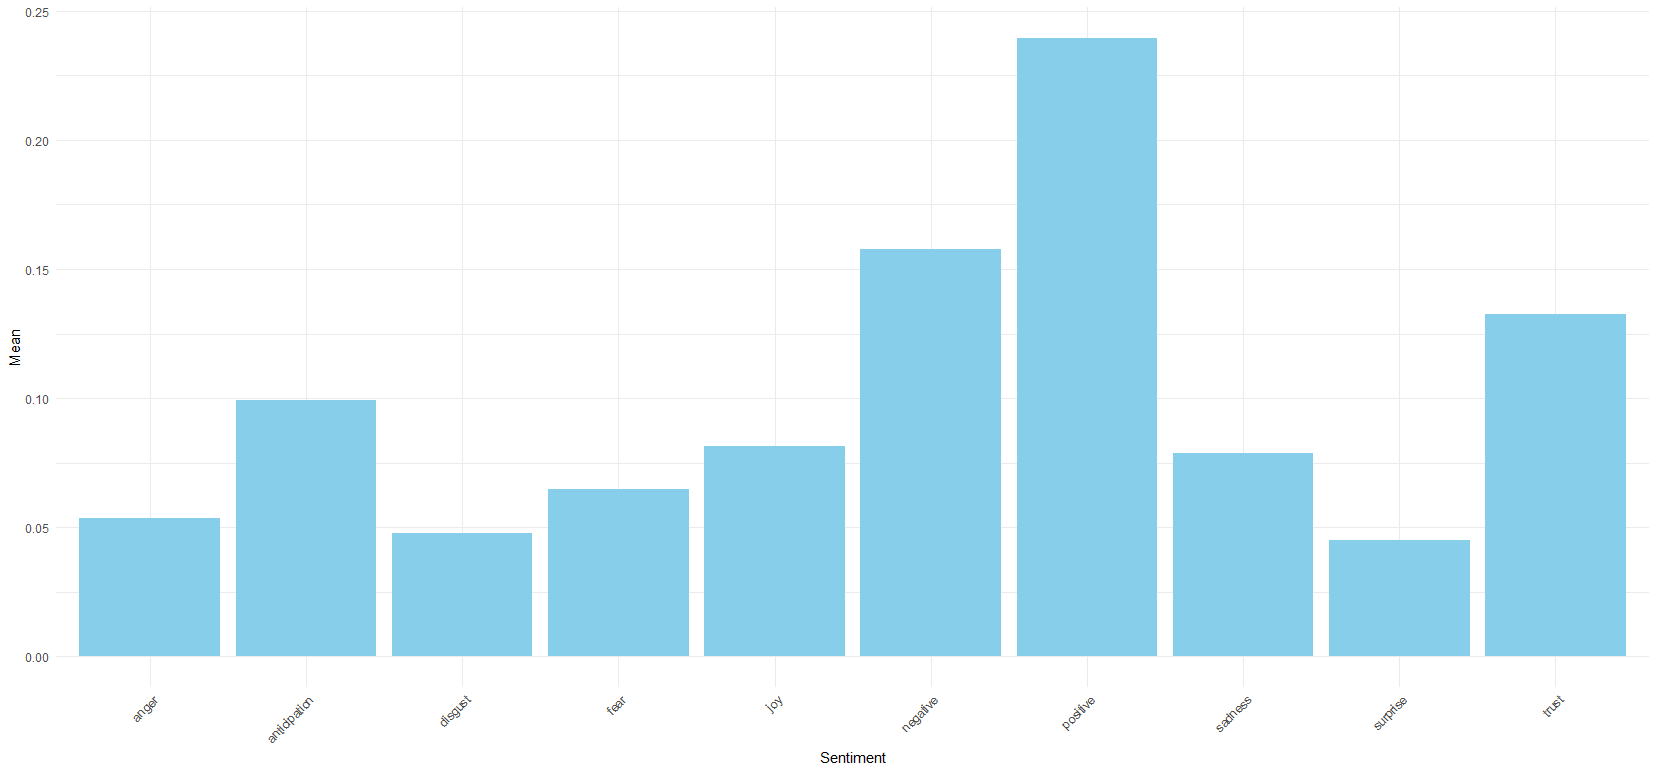 0.25
0.20
0.15
0.10
0.05
0.00
Mean
anger
anticipation
disgust
fear
joy
negative
positive
sadness
surprise
trust
Sentiment